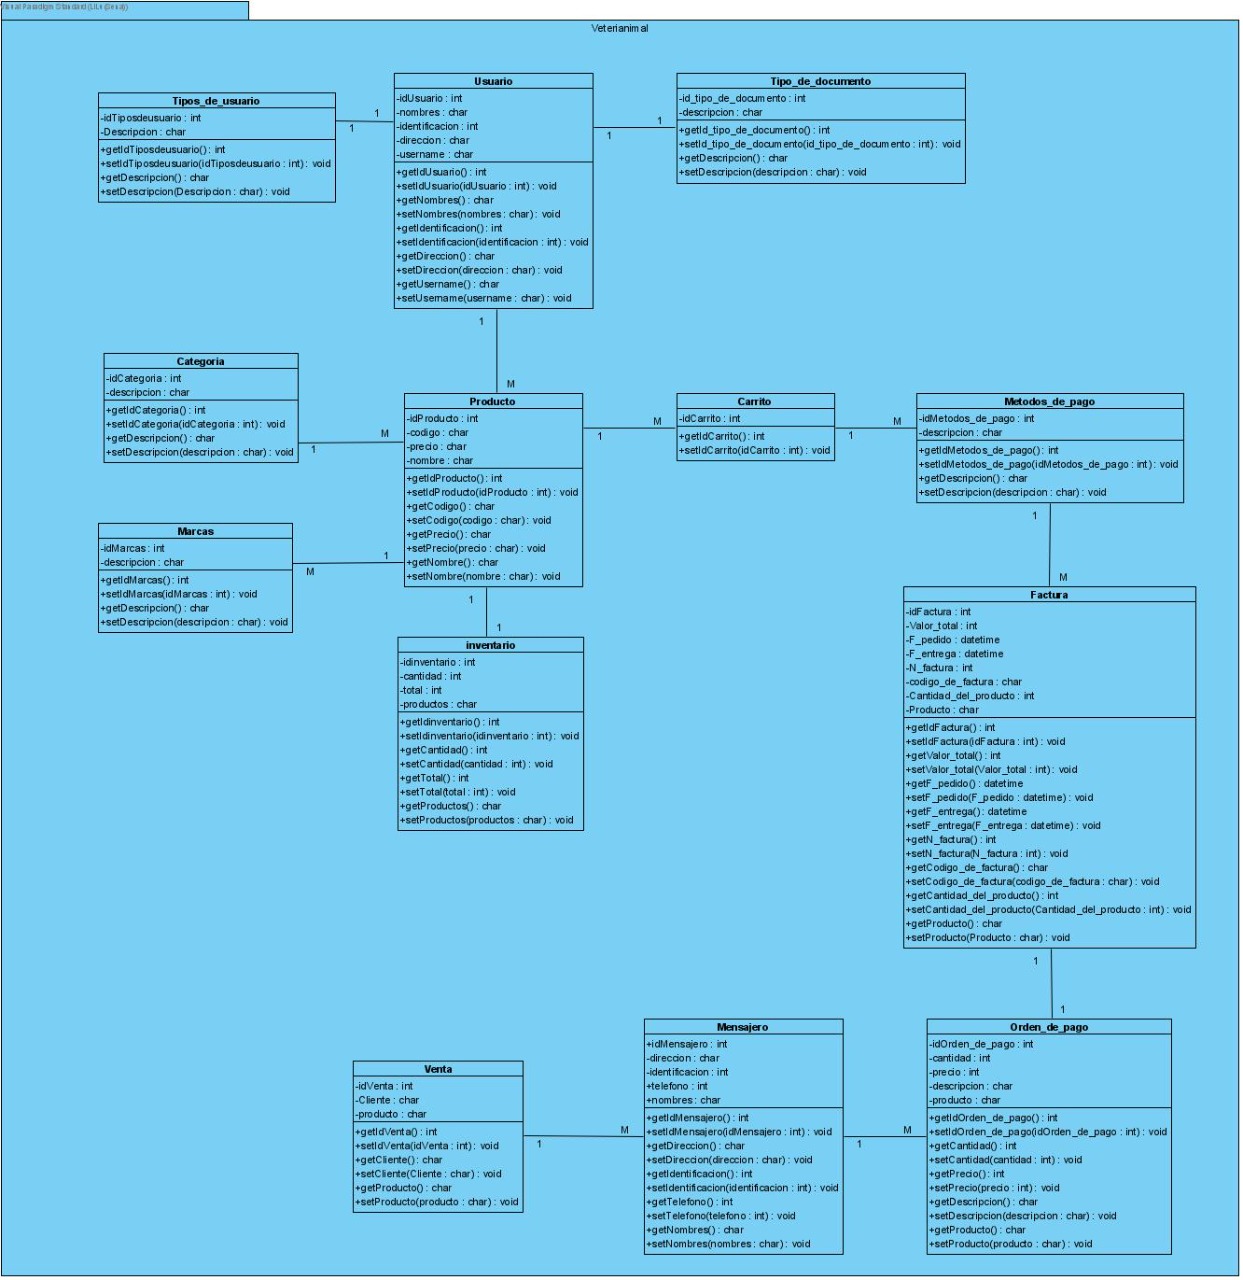 Visual Paradigm Standard(
Veterianimal
Tipos_de_usuario
-idTiposdeusuario : int
-Descripcion : char
+getIdTiposdeusuario() : int
+setIdTiposdeusuario(idTiposdeusuario : int) : void
+getDescripcion() : char
+setDescripcion(Descripcion : char) : void
1
1
Usuario
-idUsuario : int
-nombres : char
-identificacion : int
-direccion : char
-username : char
+getIdUsuario() : int
+setIdUsuario(idUsuario : int) : void
+getNombres() : char
+setNombres(nombres : char) : void
+getIdentificacion() : int
+setIdentificacion(identificacion : int) : void
+getDireccion() : char
+setDireccion(direccion : char) : void
+getUsername() : char
+setUsername(username : char) : void
1
1
Tipo_de_documento
-id_tipo_de_documento : int
-descripcion : char
+getId_tipo_de_documento() : int
+setId_tipo_de_documento(id_tipo_de_documento : int) : void
+getDescripcion() : char
+setDescripcion(descripcion : char) : void
1
M
Categoria
-idCategoria : int
-descripcion : char
+getIdCategoria() : int
+setIdCategoria(idCategoria : int) : void
+getDescripcion() : char
+setDescripcion(descripcion : char) : void
M
1
Producto
-idProducto : int
-codigo : char
-precio : char
-nombre : char
+getIdProducto() : int
+setIdProducto(idProducto : int) : void
+getCodigo() : char
+setCodigo(codigo : char) : void
+getPrecio() : char
+setPrecio(precio : char) : void
+getNombre() : char
+setNombre(nombre : char) : void
M
1
Carrito
-idCarrito : int
+getIdCarrito() : int
+setIdCarrito(idCarrito : int) : void
M
1
Metodos_de_pago
-idMetodos_de_pago : int
-descripcion : char
+getIdMetodos_de_pago() : int
+setIdMetodos_de_pago(idMetodos_de_pago : int) : void
+getDescripcion() : char
+setDescripcion(descripcion : char) : void
1
M
Marcas
-idMarcas : int
-descripcion : char
+getIdMarcas() : int
+setIdMarcas(idMarcas : int) : void
+getDescripcion() : char
+setDescripcion(descripcion : char) : void
1
M
1
1
inventario
-idinventario : int
-cantidad : int
-total : int
-productos : char
+getIdinventario() : int
+setIdinventario(idinventario : int) : void
+getCantidad() : int
+setCantidad(cantidad : int) : void
+getTotal() : int
+setTotal(total : int) : void
+getProductos() : char
+setProductos(productos : char) : void
Factura
-idFactura : int
-Valor_total : int
-F_pedido : datetime
-F_entrega : datetime
-N_factura : int
-codigo_de_factura : char
-Cantidad_del_producto : int
-Producto : char
+getIdFactura() : int
+setIdFactura(idFactura : int) : void
+getValor_total() : int
+setValor_total(Valor_total : int) : void
+getF_pedido() : datetime
+setF_pedido(F_pedido : datetime) : void
+getF_entrega() : datetime
+setF_entrega(F_entrega : datetime) : void
+getN_factura() : int
+setN_factura(N_factura : int) : void
+getCodigo_de_factura() : char
+setCodigo_de_factura(codigo_de_factura : char) : void
+getCantidad_del_producto() : int
+setCantidad_del_producto(Cantidad_del_producto : int) : void
+getProducto() : char
+setProducto(Producto : char) : void
1
1
Venta
-idVenta : int
-Cliente : char
-producto : char
+getIdVenta() : int
+setIdVenta(idVenta : int) : void
+getCliente() : char
+setCliente(Cliente : char) : void
+getProducto() : char
+setProducto(producto : char) : void
M
1
Mensajero
+idMensajero : int
-direccion : char
-identificacion : int
+telefono : int
+nombres : char
+getIdMensajero() : int
+setIdMensajero(idMensajero : int) : void
+getDireccion() : char
+setDireccion(direccion : char) : void
+getIdentificacion() : int
+setIdentificacion(identificacion : int) : void
+getTelefono() : int
+setTelefono(telefono : int) : void
+getNombres() : char
+setNombres(nombres : char) : void
M
1
Orden_de_pago
-idOrden_de_pago : int
-cantidad : int
-precio : int
-descripcion : char
-producto : char
+getIdOrden_de_pago() : int
+setIdOrden_de_pago(idOrden_de_pago : int) : void
+getCantidad() : int
+setCantidad(cantidad : int) : void
+getPrecio() : int
+setPrecio(precio : int) : void
+getDescripcion() : char
+setDescripcion(descripcion : char) : void
+getProducto() : char
+setProducto(producto : char) : void